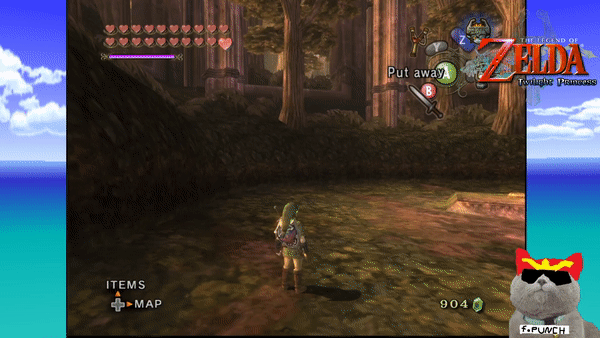 Put away
A
Y
Z
B
THE LEGEND OF
ZELDA
Twilight Princess
ITEMS
MAP
904
f.PUNCH